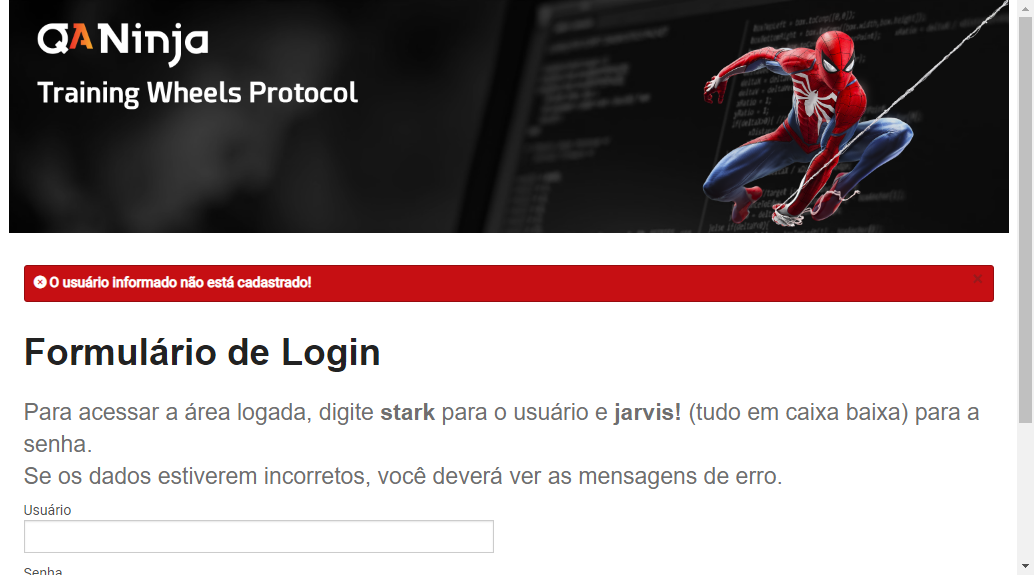 QANinja
Training Wheels Protocol
O usuário informado não está cadastrado!
×
Formulário de Login
Para acessar a área logada, digite stark para o usuário e jarvis! (tudo em caixa baixa) para a
senha.
Se os dados estiverem incorretos, você deverá ver as mensagens de erro.
Usuário
Senha